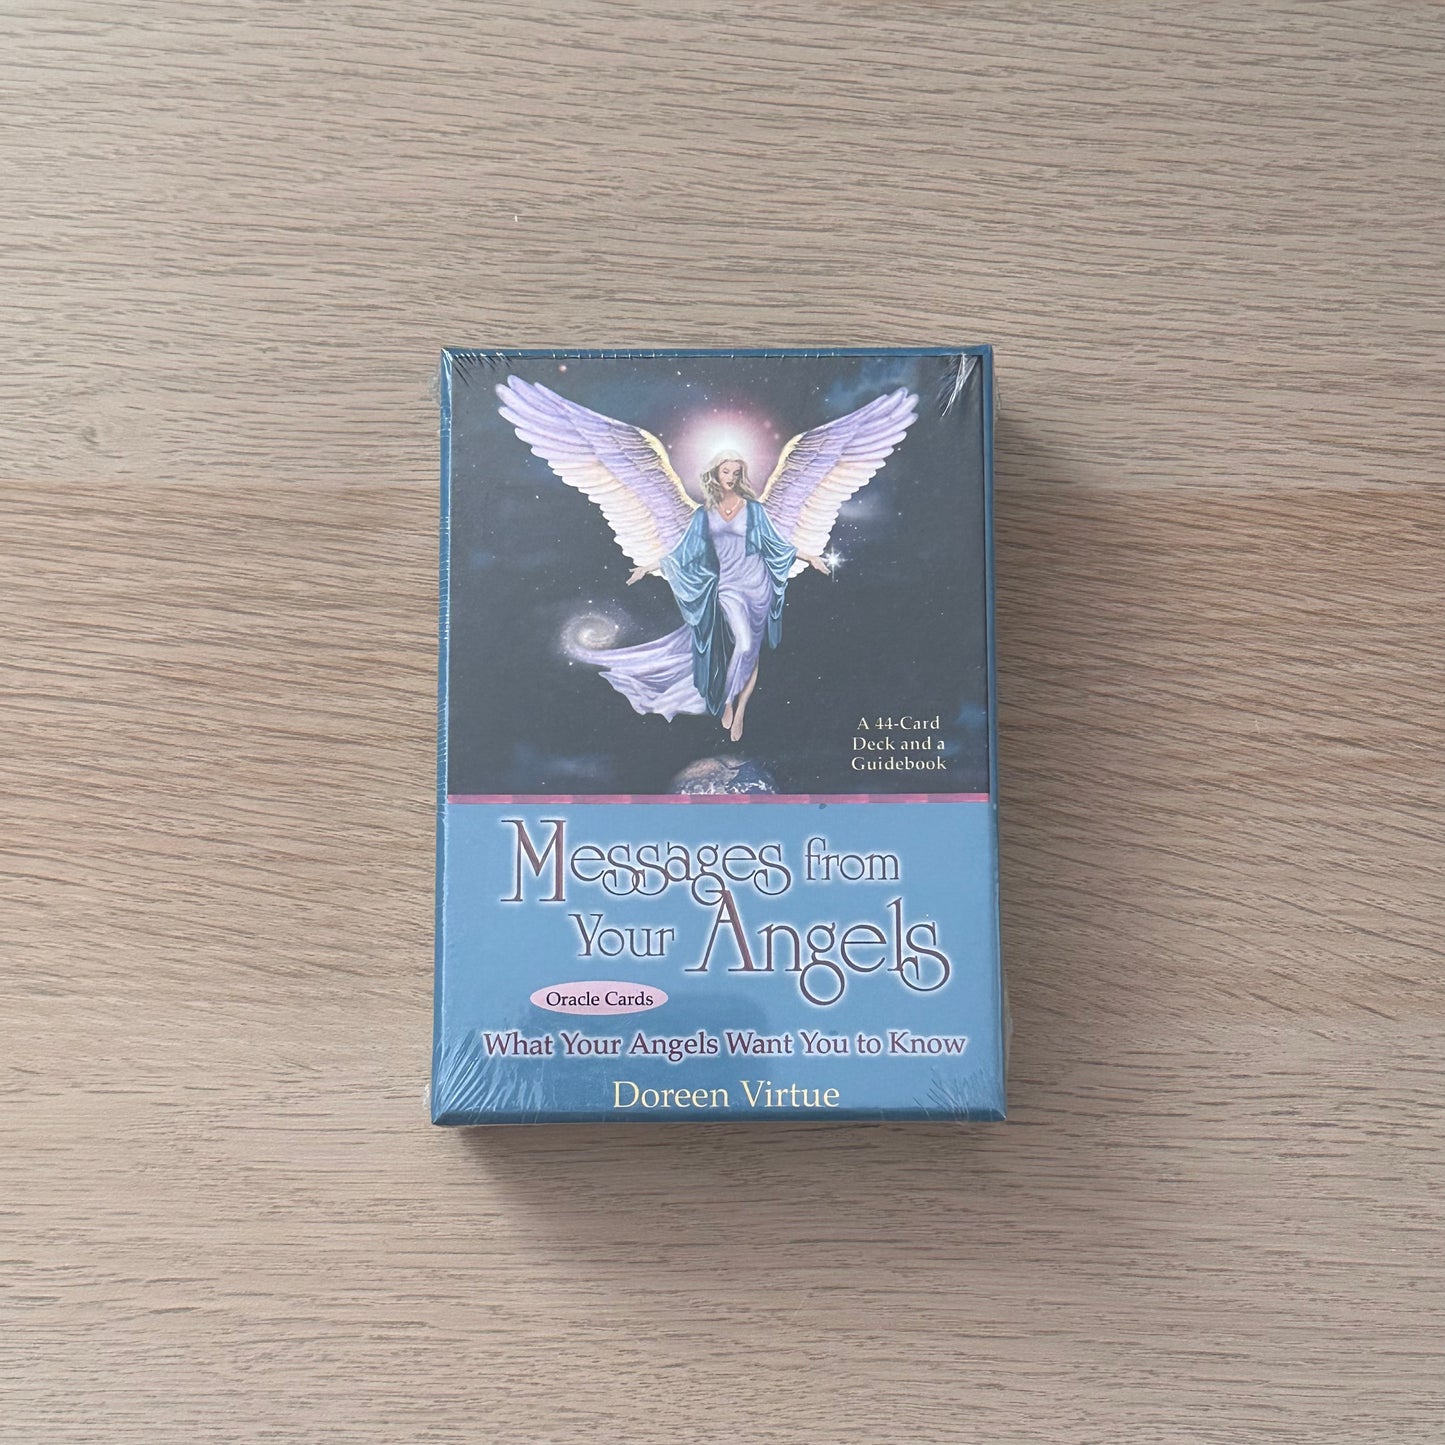 A 44-Card
Deck and a
Guidebook
Messages from
Your Angels
Oracle Cards
What Your Angels Want You to Know
Doreen Virtue